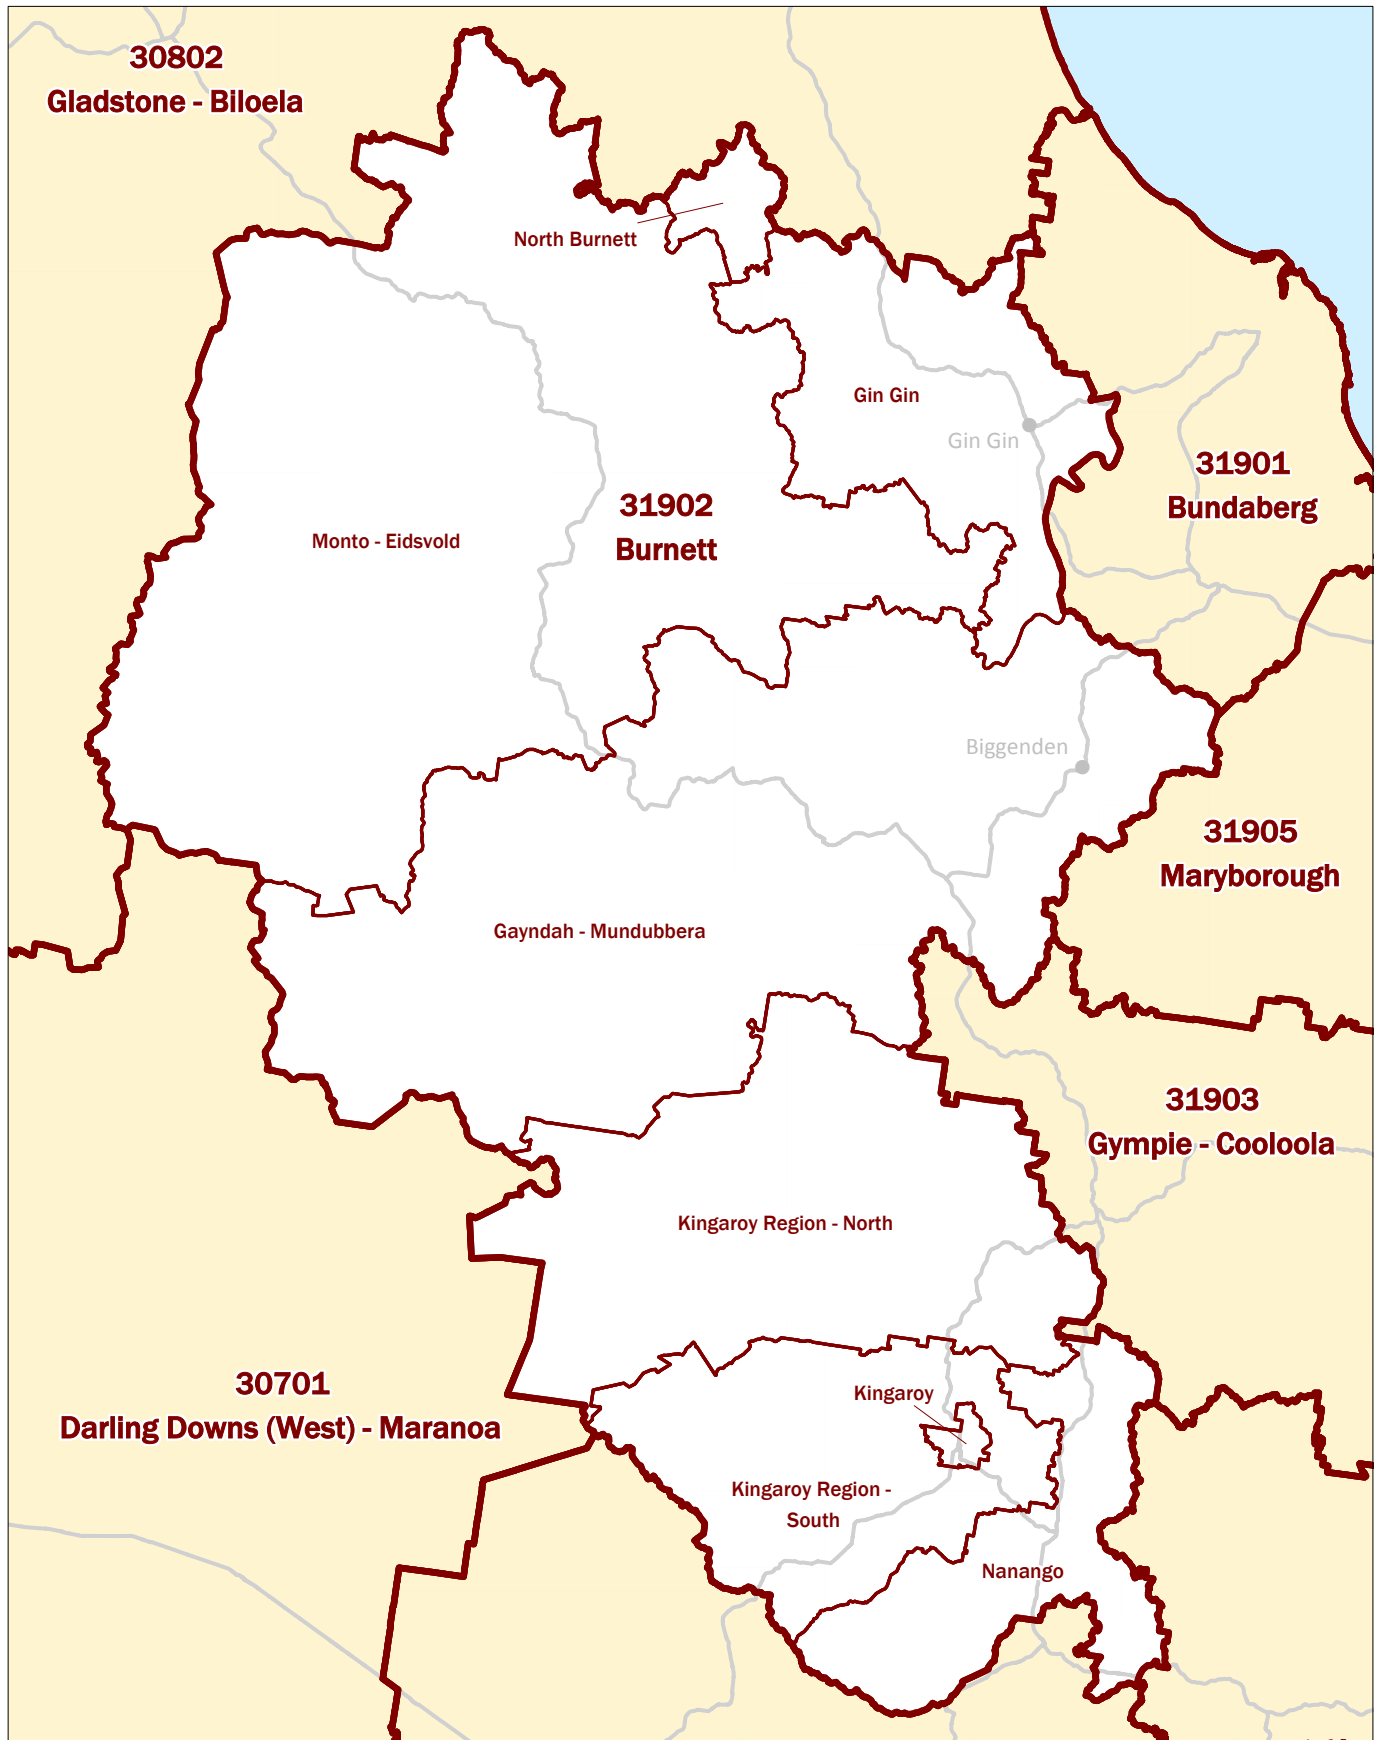 30802
Gladstone - Biloela
North Burnett
Gin Gin
Gin Gin
31901
Bundaberg
31902
Burnett
Monto - Eidsvold
Biggenden
31905
Maryborough
Gayndah - Mundubbera
31903
Gympie - Cooloola
Kingaroy Region - North
30701
Darling Downs (West) - Maranoa
Kingaroy
Kingaroy Region -
South
Nanango